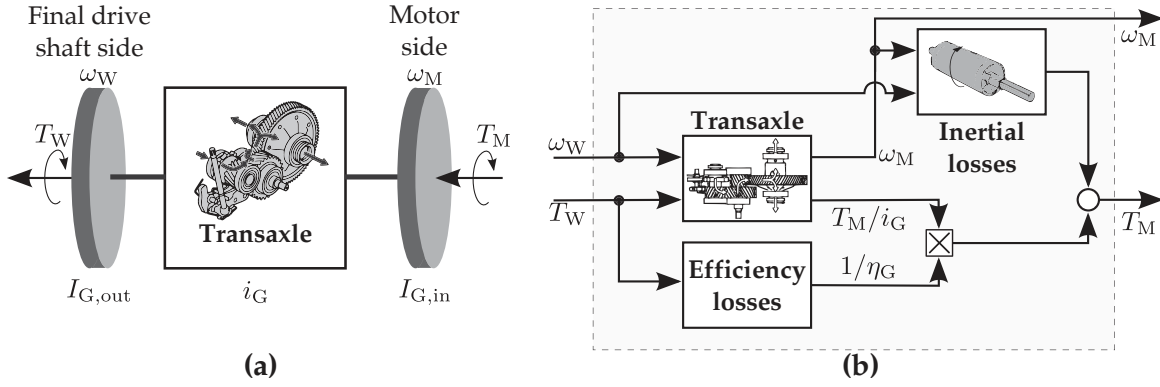 Final drive
shaft side
ω_W
Motor
side
ω_M
T_W
T_M
Transaxle
I_G,out
i_G
I_G,in
(a)
ω_M
Transaxle
Inertial
losses
ω_W
ω_M
T_W
T_M/i_G
T_M
Efficiency
losses
1/η_G
(b)